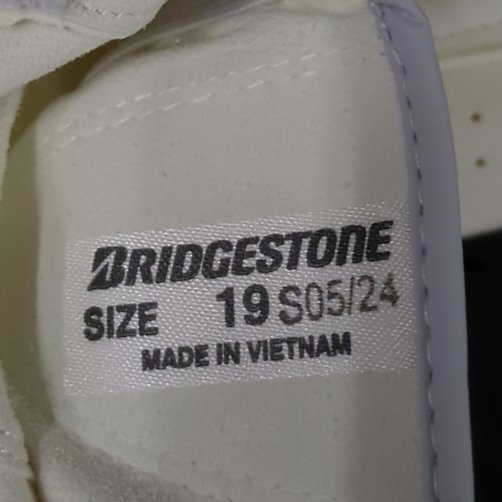 BRIDGESTONE
SIZE 19 S05/24
MADE IN VIETNAM